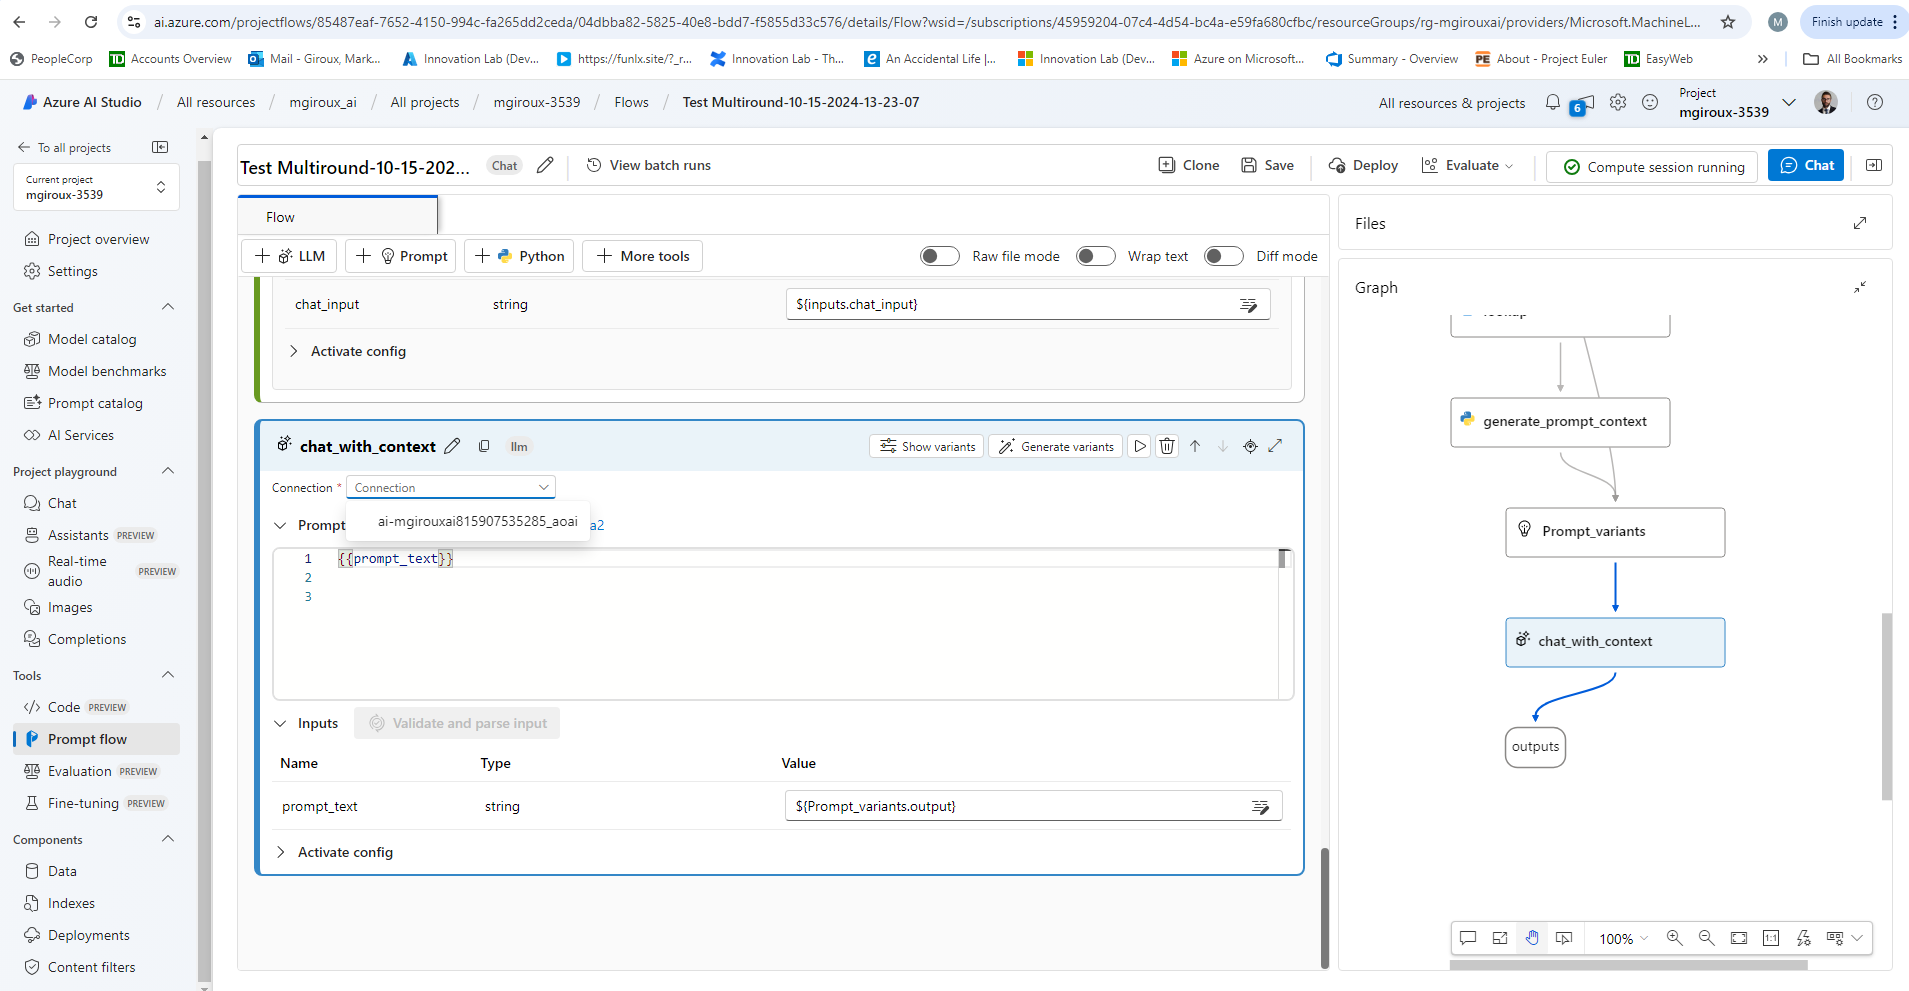 ai.azure.com/projectflows/85487eaf-7652-4150-994c-fa265dd2ceda/04dbba82-5825-40e8-bdd7-f5855d33c576/details/Flow?wsid=/subscriptions/45959204-07c4-4d54-bc4a-e59fa680cfbc/resourceGroups/rg-mgirouxai/providers/Microsoft.MachineL...
M
Finish update
PeopleCorp
TD Accounts Overview
Mail - Giroux, Mark...
Innovation Lab (Dev...
https://funlx.site/?_r...
Innovation Lab - Th...
An Accidental Life |...
Innovation Lab (Dev...
Azure on Microsoft...
Summary - Overview
PE About - Project Euler
TD EasyWeb
All Bookmarks
Azure AI Studio / All resources / mgiroux_ai / All projects / mgiroux-3539 / Flows / Test Multiround-10-15-2024-13-23-07
All resources & projects
6
Project
mgiroux-3539
To all projects
Current project
mgiroux-3539
Project overview
Settings
Get started
Model catalog
Model benchmarks
Prompt catalog
AI Services
Project playground
Chat
Assistants PREVIEW
Real-time audio PREVIEW
Images
Completions
Tools
Code PREVIEW
Prompt flow
Evaluation PREVIEW
Fine-tuning PREVIEW
Components
Data
Indexes
Deployments
Content filters
Test Multiround-10-15-202... Chat
View batch runs
Clone
Save
Deploy
Evaluate
Compute session running
Chat
Flow
LLM
Prompt
Python
More tools
Raw file mode
Wrap text
Diff mode
chat_input string ${inputs.chat_input}
Activate config
chat_with_context llm
Show variants
Generate variants
Connection * Connection
ai-mgirouxai815907535285_aoai
Prompt a2
1 {{prompt_text}}
2
3
Inputs Validate and parse input
Name Type Value
prompt_text string ${Prompt_variants.output}
Activate config
Files
Graph
lookup
generate_prompt_context
Prompt_variants
chat_with_context
outputs
100%
1:1